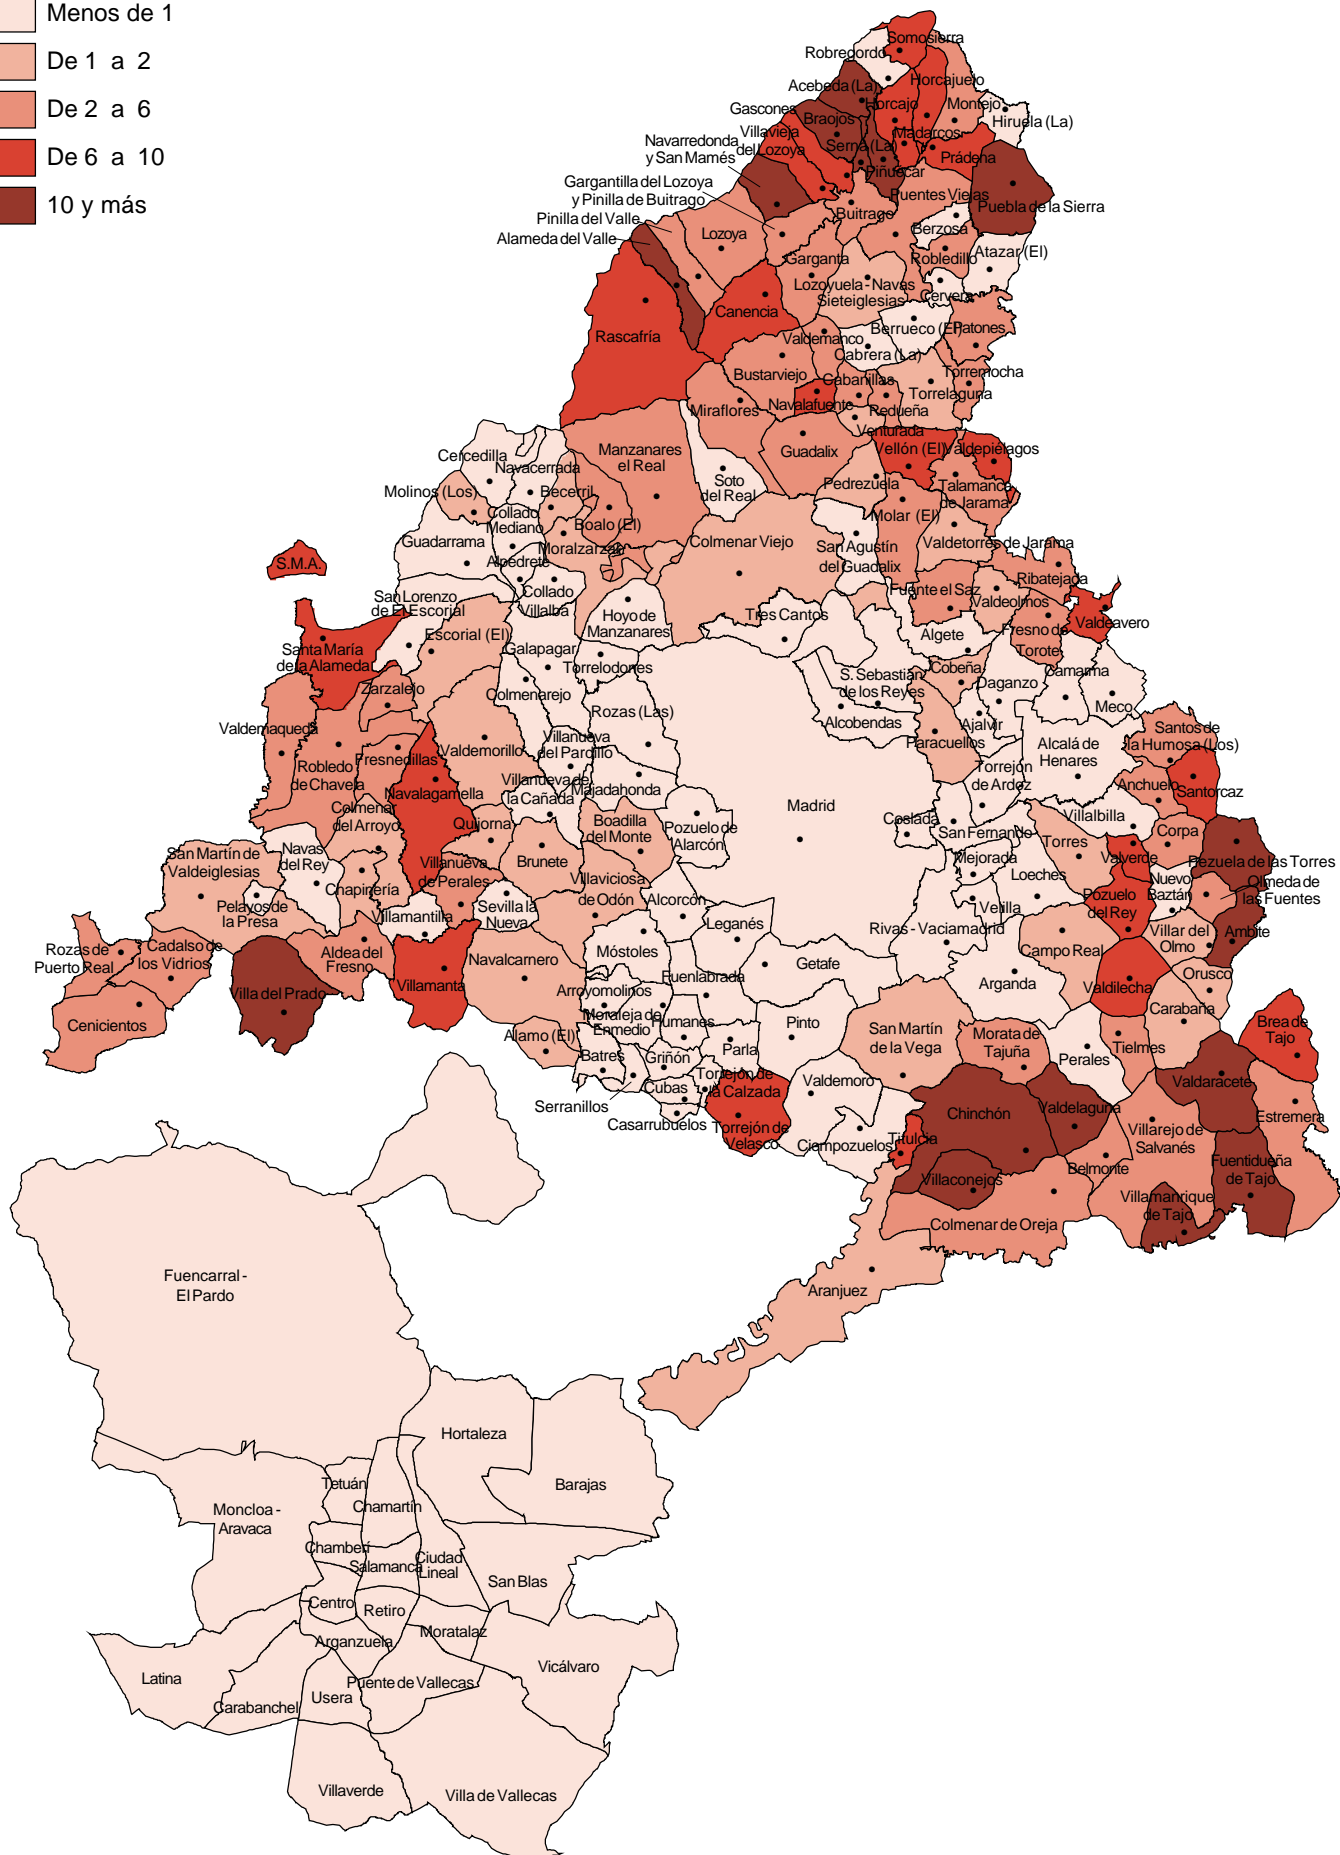 Menos de 1
De 1 a 2
De 2 a 6
De 6 a 10
10 y más
Somosierra
Robregordo
Horcajuelo
Acebeda (La)
Horcajo
Montejo
Gascones
Braojos
Hiruela (La)
Villavieja
del Lozoya
Madarcos
Navarredonda
y San Mamés
Serna (La)
Prádena
Piñuecar
Gargantilla del Lozoya
y Pinilla de Buitrago
Puentes Viejas
Puebla de la Sierra
Pinilla del Valle
Buitrago
Alameda del Valle
Lozoya
Berzosa
Garganta
Robledillo
Atazar (El)
Lozoyuela - Navas
Sieteiglesias
Cervera
Canencia
Rascafría
Valdemanco
Berrueco (El)
Patones
Cabrera (La)
Bustarviejo
Cabanillas
Torremocha
Torrelaguna
Miraflores
Navalafuente
Redueña
Venturada
Manzanares
el Real
Guadalix
Vellón (El)
Valdepiélagos
Cercedilla
Navacerrada
Soto
del Real
Pedrezuela
Talamanca
de Jarama
Molinos (Los)
Becerril
Collado
Mediano
Boalo (El)
Molar (El)
Guadarrama
Moralzarzal
Colmenar Viejo
San Agustín
del Guadalix
Valdetorres de Jarama
S.M.A.
Alpedrete
Ribatejada
San Lorenzo
de El Escorial
Collado
Villalba
Fuente el Saz
Valdeolmos
Hoyo de
Manzanares
Tres Cantos
Valdeavero
Escorial (El)
Algete
Fresno de
Torote
Santa María
de la Alameda
Galapagar
Torrelodones
Zarzalejo
Colmenarejo
S. Sebastián
de los Reyes
Cobeña
Daganzo
Camarma
Meco
Rozas (Las)
Alcobendas
Ajalvir
Valdemaqueda
Villanueva
del Pardillo
Paracuellos
Santos de
la Humosa (Los)
Valdemorillo
Alcalá de
Henares
Robledo
de Chavela
Fresnedillas
Torrejón
de Ardoz
Navalagamella
Villanueva de
la Cañada
Majadahonda
Anchuelo
Santorcaz
Madrid
Colmenar
del Arroyo
Quijorna
Boadilla
del Monte
Pozuelo de
Alarcón
Coslada
San Fernando
Villalbilla
Corpa
Torres
Navas
del Rey
Brunete
Mejorada
Valverde
Pezuela de las Torres
San Martín de
Valdeiglesias
Villanueva
de Perales
Loeches
Nuevo
Baztán
Olmeda de
las Fuentes
Chapinería
Villaviciosa
de Odón
Pozuelo
del Rey
Pelayos de
la Presa
Villamantilla
Sevilla la
Nueva
Alcorcón
Velilla
Leganés
Rivas - Vaciamadrid
Villar del
Olmo
Ambite
Rozas de
Puerto Real
Cadalso de
los Vidrios
Aldea del
Fresno
Navalcarnero
Móstoles
Campo Real
Getafe
Villa del Prado
Villamanta
Fuenlabrada
Arganda
Valdilecha
Orusco
Arroyomolinos
Carabaña
Cenicientos
Moraleja de
Enmedio
Humanes
Pinto
San Martín
de la Vega
Morata de
Tajuña
Brea de
Tajo
Alamo (El)
Batres
Griñón
Parla
Perales
Tielmes
Cubas
Torrejón de
la Calzada
Valdemoro
Valdaracete
Serranillos
Casarrubuelos
Chinchón
Valdelaguna
Estremera
Torrejón de
Velasco
Ciempozuelos
Titulcia
Villarejo de
Salvanés
Villaconejos
Belmonte
Fuentidueña
de Tajo
Villamanrique
de Tajo
Colmenar de Oreja
Aranjuez
Fuencarral -
El Pardo
Hortaleza
Barajas
Tetuán
Chamartín
Moncloa -
Aravaca
Chamberí
Salamanca
Ciudad
Lineal
San Blas
Centro
Retiro
Arganzuela
Moratalaz
Latina
Vicálvaro
Puente de Vallecas
Carabanchel
Usera
Villaverde
Villa de Vallecas